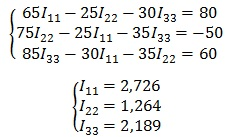 65I₁₁ − 25I₂₂ − 30I₃₃ = 80
75I₂₂ − 25I₁₁ − 35I₃₃ = −50
85I₃₃ − 30I₁₁ − 35I₂₂ = 60
I₁₁ = 2,726
I₂₂ = 1,264
I₃₃ = 2,189